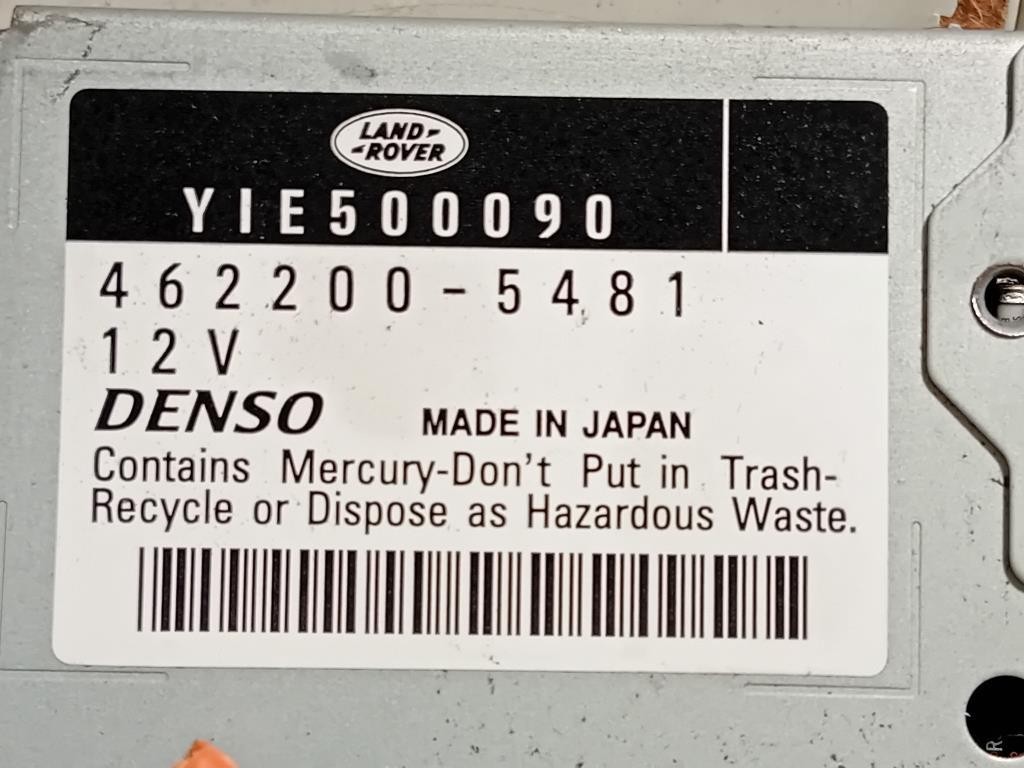 LAND-
-ROVER
YIE500090
462200-5481
12V
DENSO
MADE IN JAPAN
Contains Mercury-Don't Put in Trash-
Recycle or Dispose as Hazardous Waste.